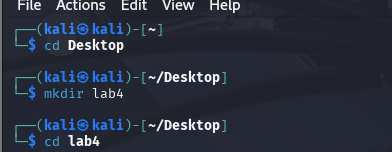 File Actions Edit View Help
┌──(kali㉿kali)-[~]
└─$ cd Desktop
┌──(kali㉿kali)-[~/Desktop]
└─$ mkdir lab4
┌──(kali㉿kali)-[~/Desktop]
└─$ cd lab4